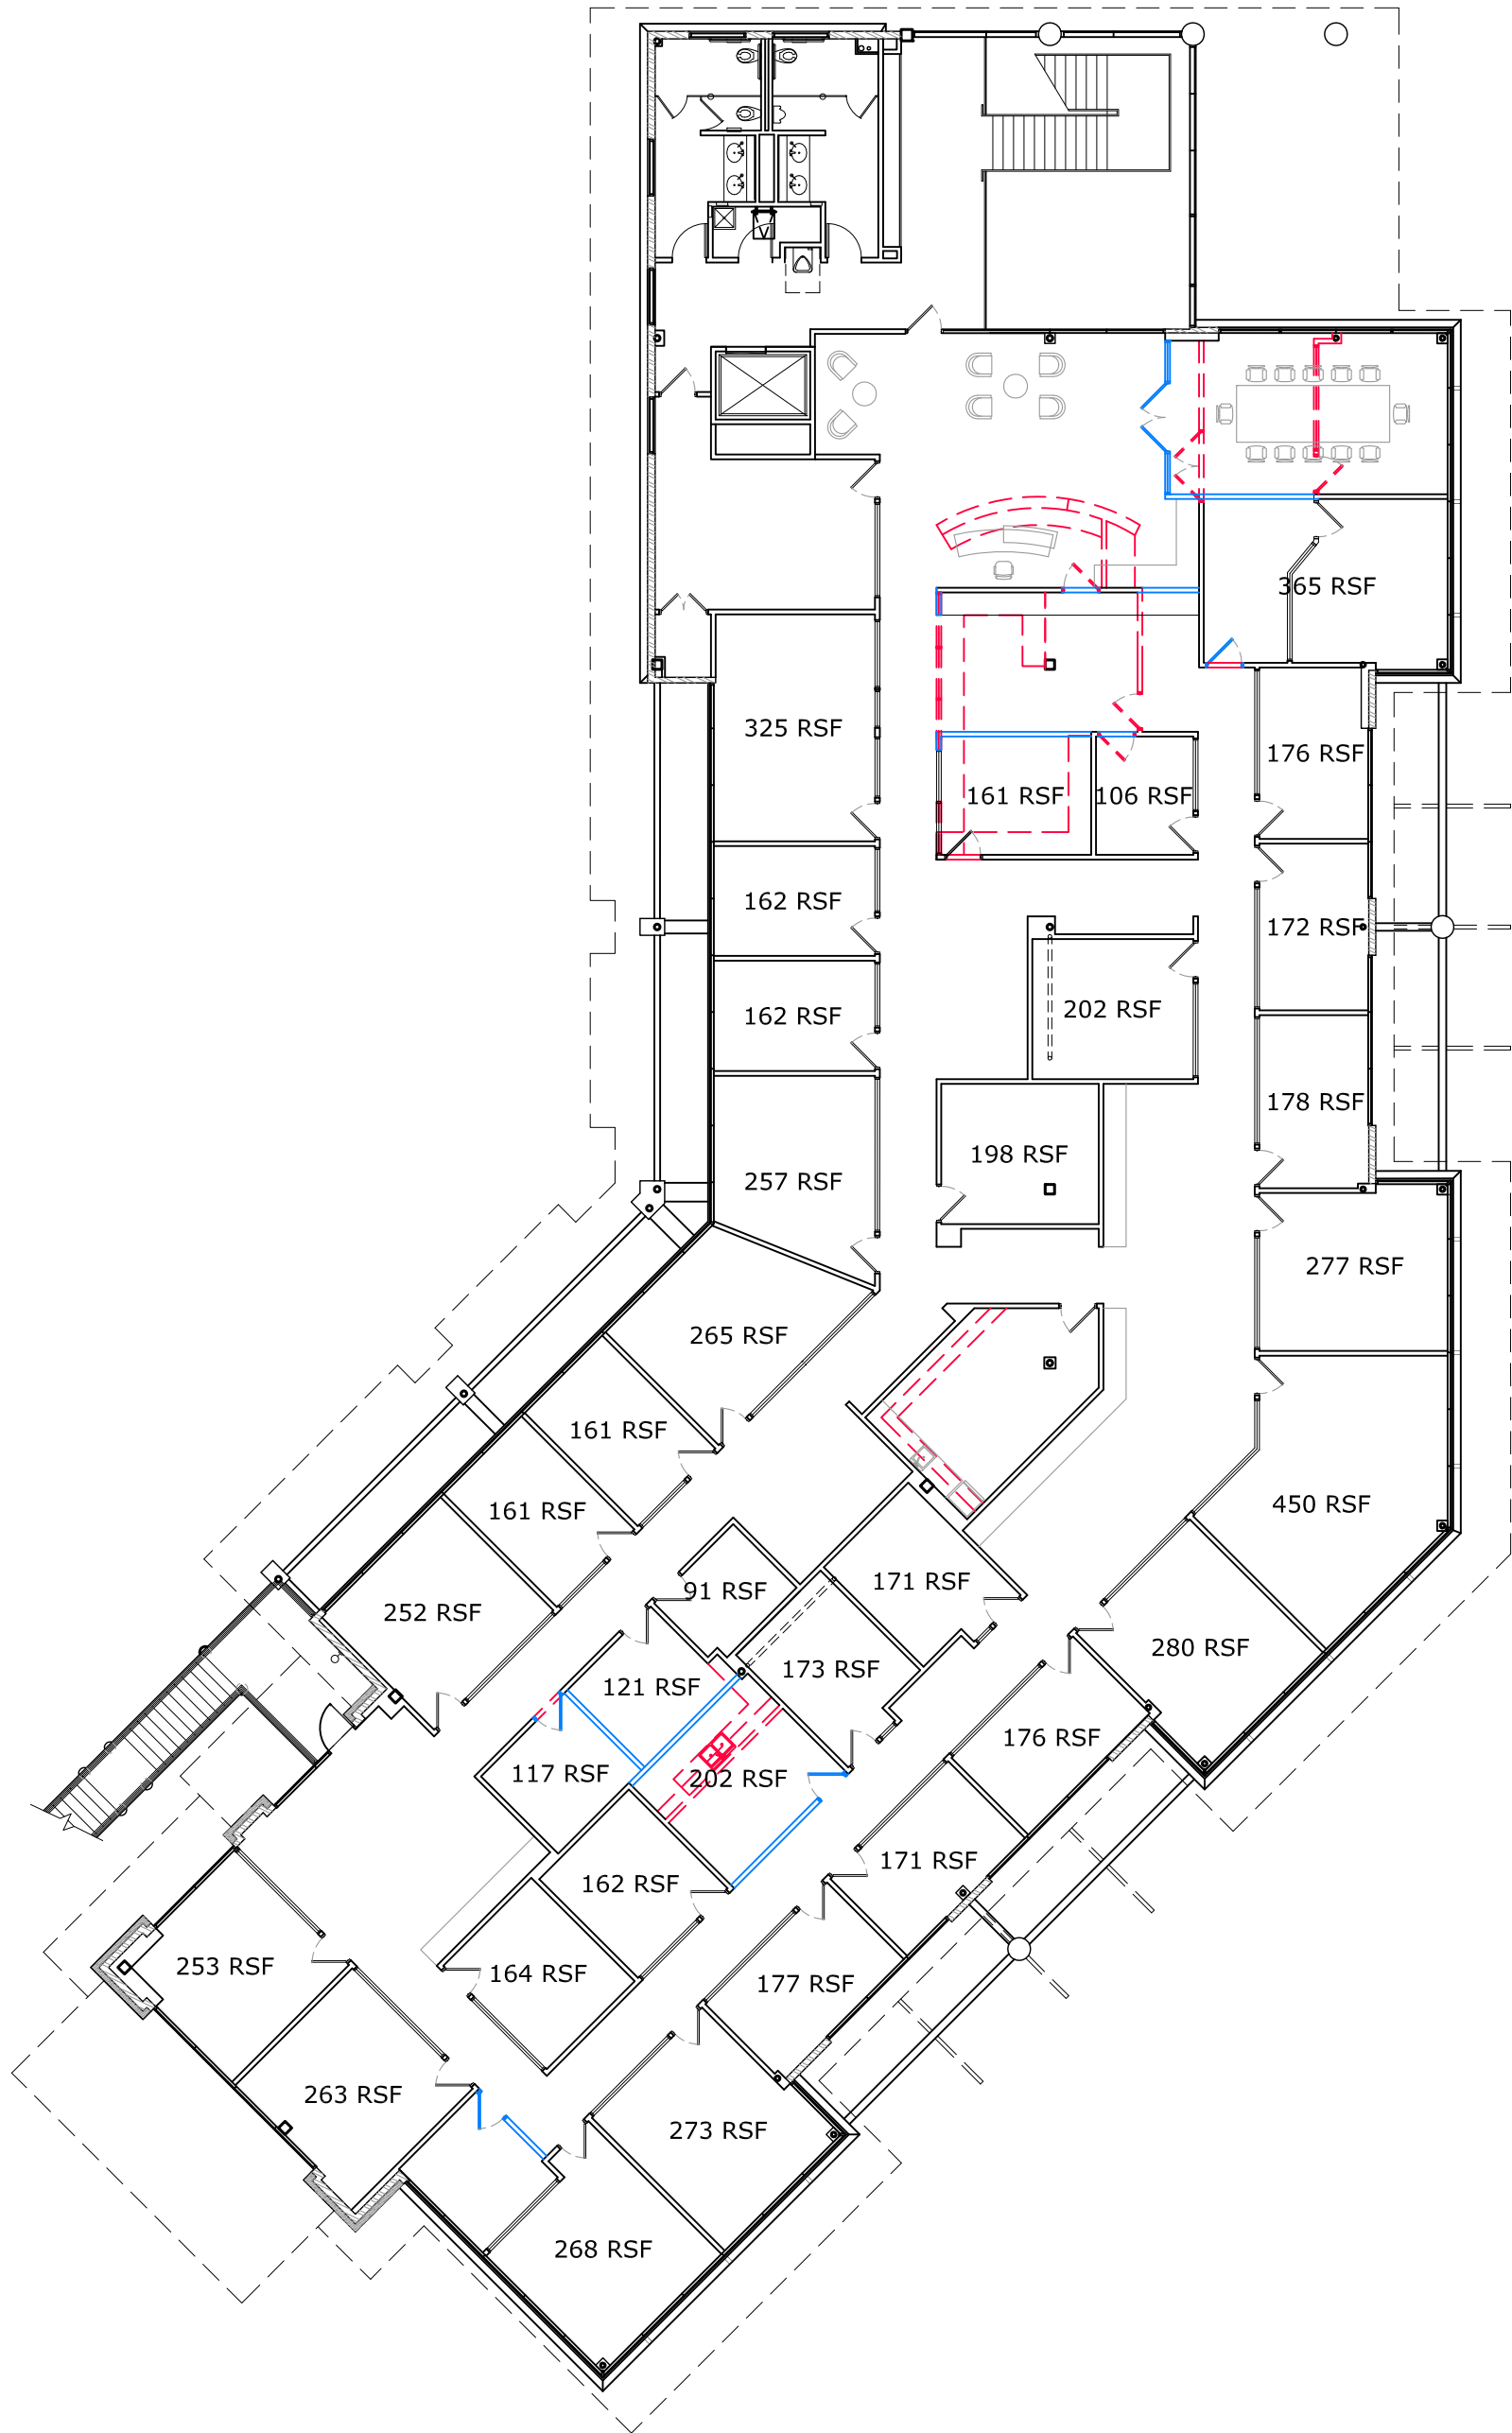 365 RSF
325 RSF
176 RSF
161 RSF
106 RSF
162 RSF
172 RSF
202 RSF
162 RSF
178 RSF
198 RSF
257 RSF
277 RSF
265 RSF
161 RSF
450 RSF
161 RSF
91 RSF
171 RSF
252 RSF
280 RSF
173 RSF
121 RSF
176 RSF
117 RSF
202 RSF
171 RSF
162 RSF
253 RSF
164 RSF
177 RSF
263 RSF
273 RSF
268 RSF